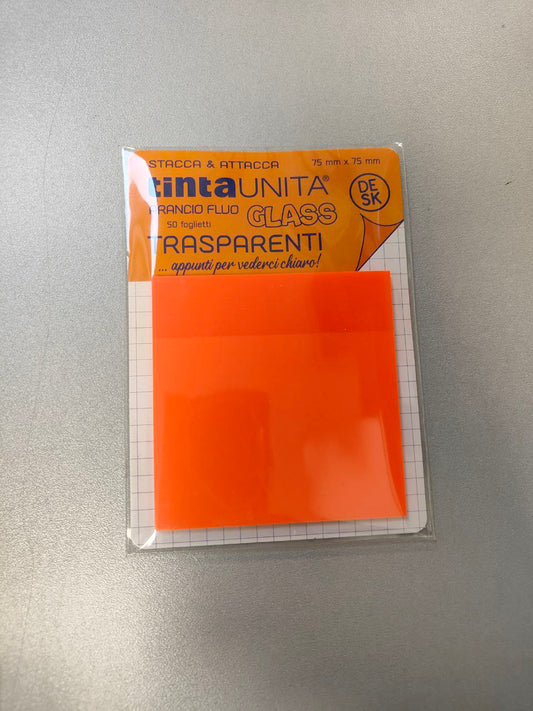 STACCA & ATTACCA 75 mm x 75 mm
tintaUNITA®
DE
SK
ARANCIO FLUO GLASS
50 foglietti
TRASPARENTI
... appunti per vederci chiaro!